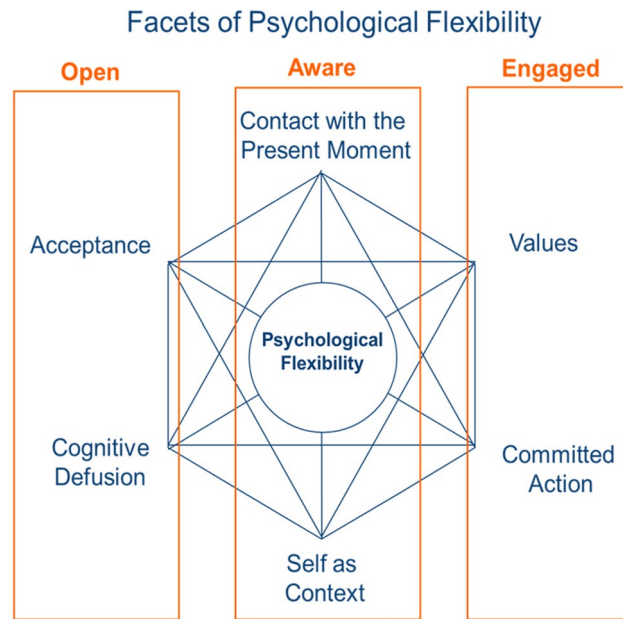 Facets of Psychological Flexibility
Open
Aware
Engaged
Contact with the
Present Moment
Acceptance
Values
Psychological
Flexibility
Cognitive
Defusion
Committed
Action
Self as
Context